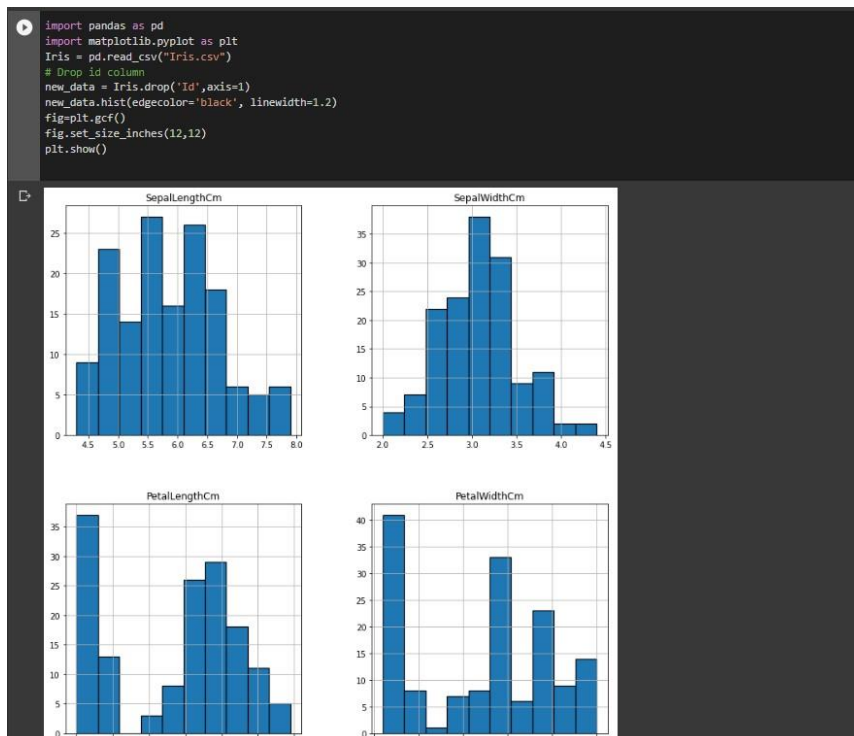 import pandas as pd
import matplotlib.pyplot as plt
Iris = pd.read_csv("Iris.csv")
# Drop id column
new_data = Iris.drop('Id',axis=1)
new_data.hist(edgecolor='black', linewidth=1.2)
fig=plt.gcf()
fig.set_size_inches(12,12)
plt.show()
SepalLengthCm
25
20
15
10
5
0
4.5 5.0 5.5 6.0 6.5 7.0 7.5 8.0
SepalWidthCm
35
30
25
20
15
10
5
0
2.0 2.5 3.0 3.5 4.0 4.5
PetalLengthCm
35
30
25
20
15
10
5
0
PetalWidthCm
40
35
30
25
20
15
10
5
0